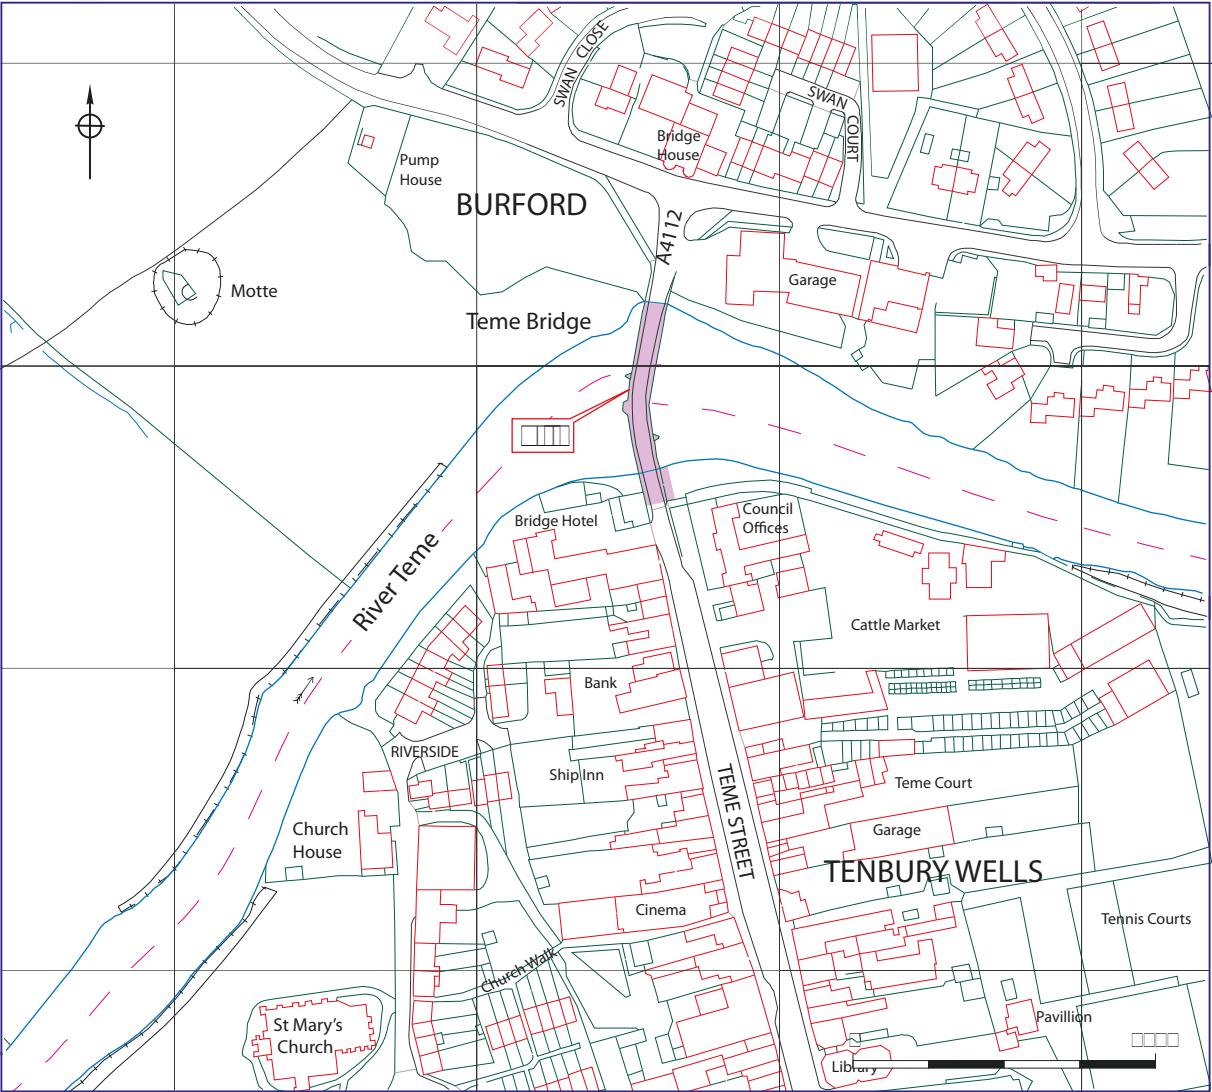 SWAN CLOSE
SWAN
COURT
Bridge
House
Pump
House
BURFORD
A4112
Garage
Motte
Teme Bridge
Bridge Hotel
Council
Offices
River Teme
Cattle Market
Bank
RIVERSIDE
Ship Inn
TEME STREET
Teme Court
Church
House
Garage
TENBURY WELLS
Cinema
Tennis Courts
Church Walk
St Mary's
Church
Pavillion
Library